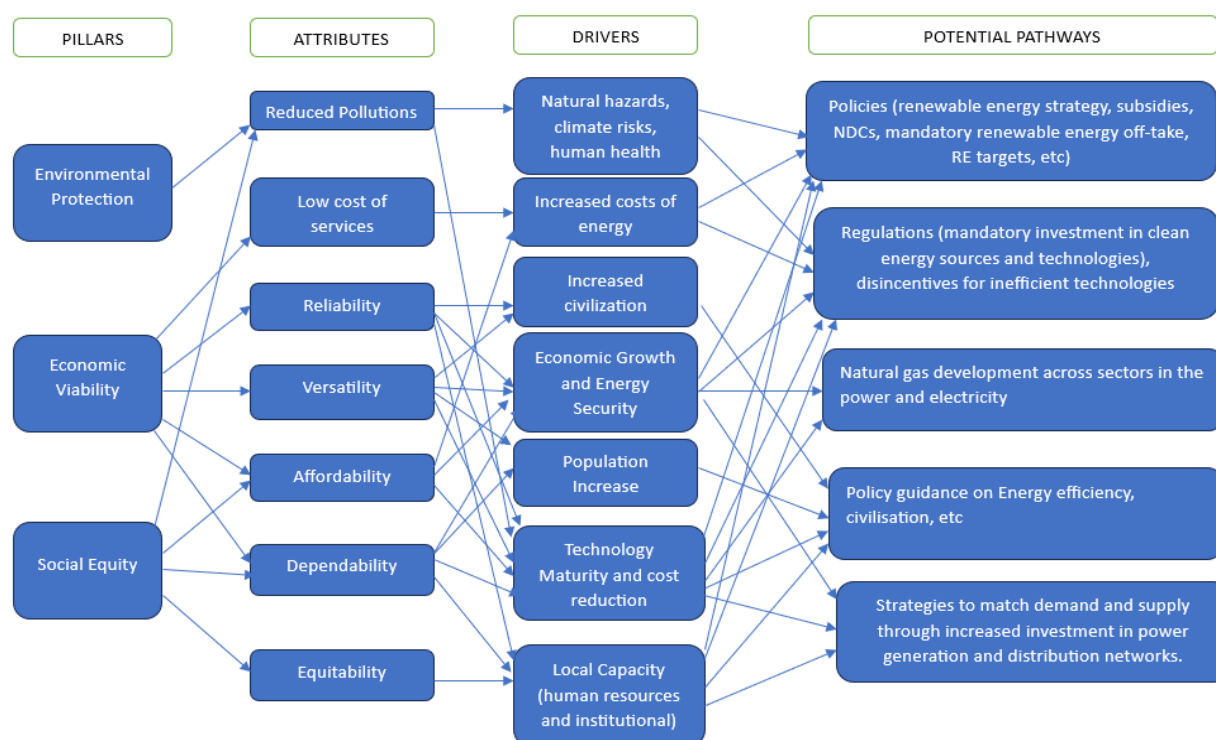 PILLARS
ATTRIBUTES
DRIVERS
POTENTIAL PATHWAYS
Environmental
Protection
Economic
Viability
Social Equity
Reduced Pollutions
Low cost of
services
Reliability
Versatility
Affordability
Dependability
Equitability
Natural hazards,
climate risks,
human health
Increased costs of
energy
Increased
civilization
Economic Growth
and Energy
Security
Population
Increase
Technology
Maturity and cost
reduction
Local Capacity
(human resources
and institutional)
Policies (renewable energy strategy, subsidies,
NDCs, mandatory renewable energy off-take,
RE targets, etc)
Regulations (mandatory investment in clean
energy sources and technologies),
disincentives for inefficient technologies
Natural gas development across sectors in the
power and electricity
Policy guidance on Energy efficiency,
civilisation, etc
Strategies to match demand and supply
through increased investment in power
generation and distribution networks.